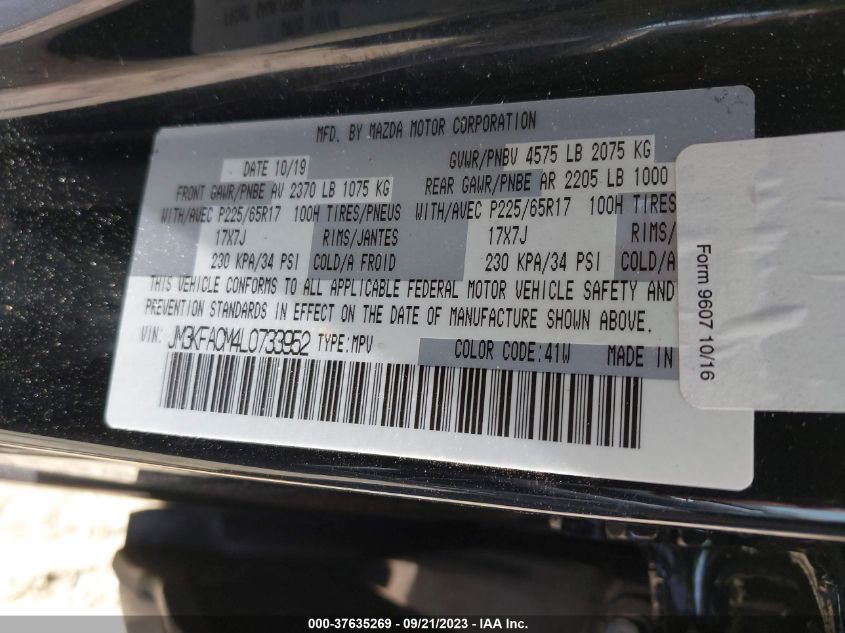 MFD. BY MAZDA MOTOR CORPORATION
DATE 10/19 GVWR/PNBV 4575 LB 2075 KG
FRONT GAWR/PNBE AV 2370 LB 1075 KG REAR GAWR/PNBE AR 2205 LB 1000
WITH/AVEC P225/65R17 100H TIRES/PNEUS WITH/AVEC P225/65R17 100H TIRES
17X7J RIMS/JANTES 17X7J RIMS/
230 KPA/34 PSI COLD/A FROID 230 KPA/34 PSI COLD/A
THIS VEHICLE CONFORMS TO ALL APPLICABLE FEDERAL MOTOR VEHICLE SAFETY AND
PREVENTION STANDARDS IN EFFECT ON THE DATE OF MANUFACTURE SHOWN ABOVE.
VIN: JM3KFACM4L0733952 TYPE:MPV COLOR CODE:41W MADE IN
Form 9607 10/16
000-37635269 - 09/21/2023 - IAA Inc.